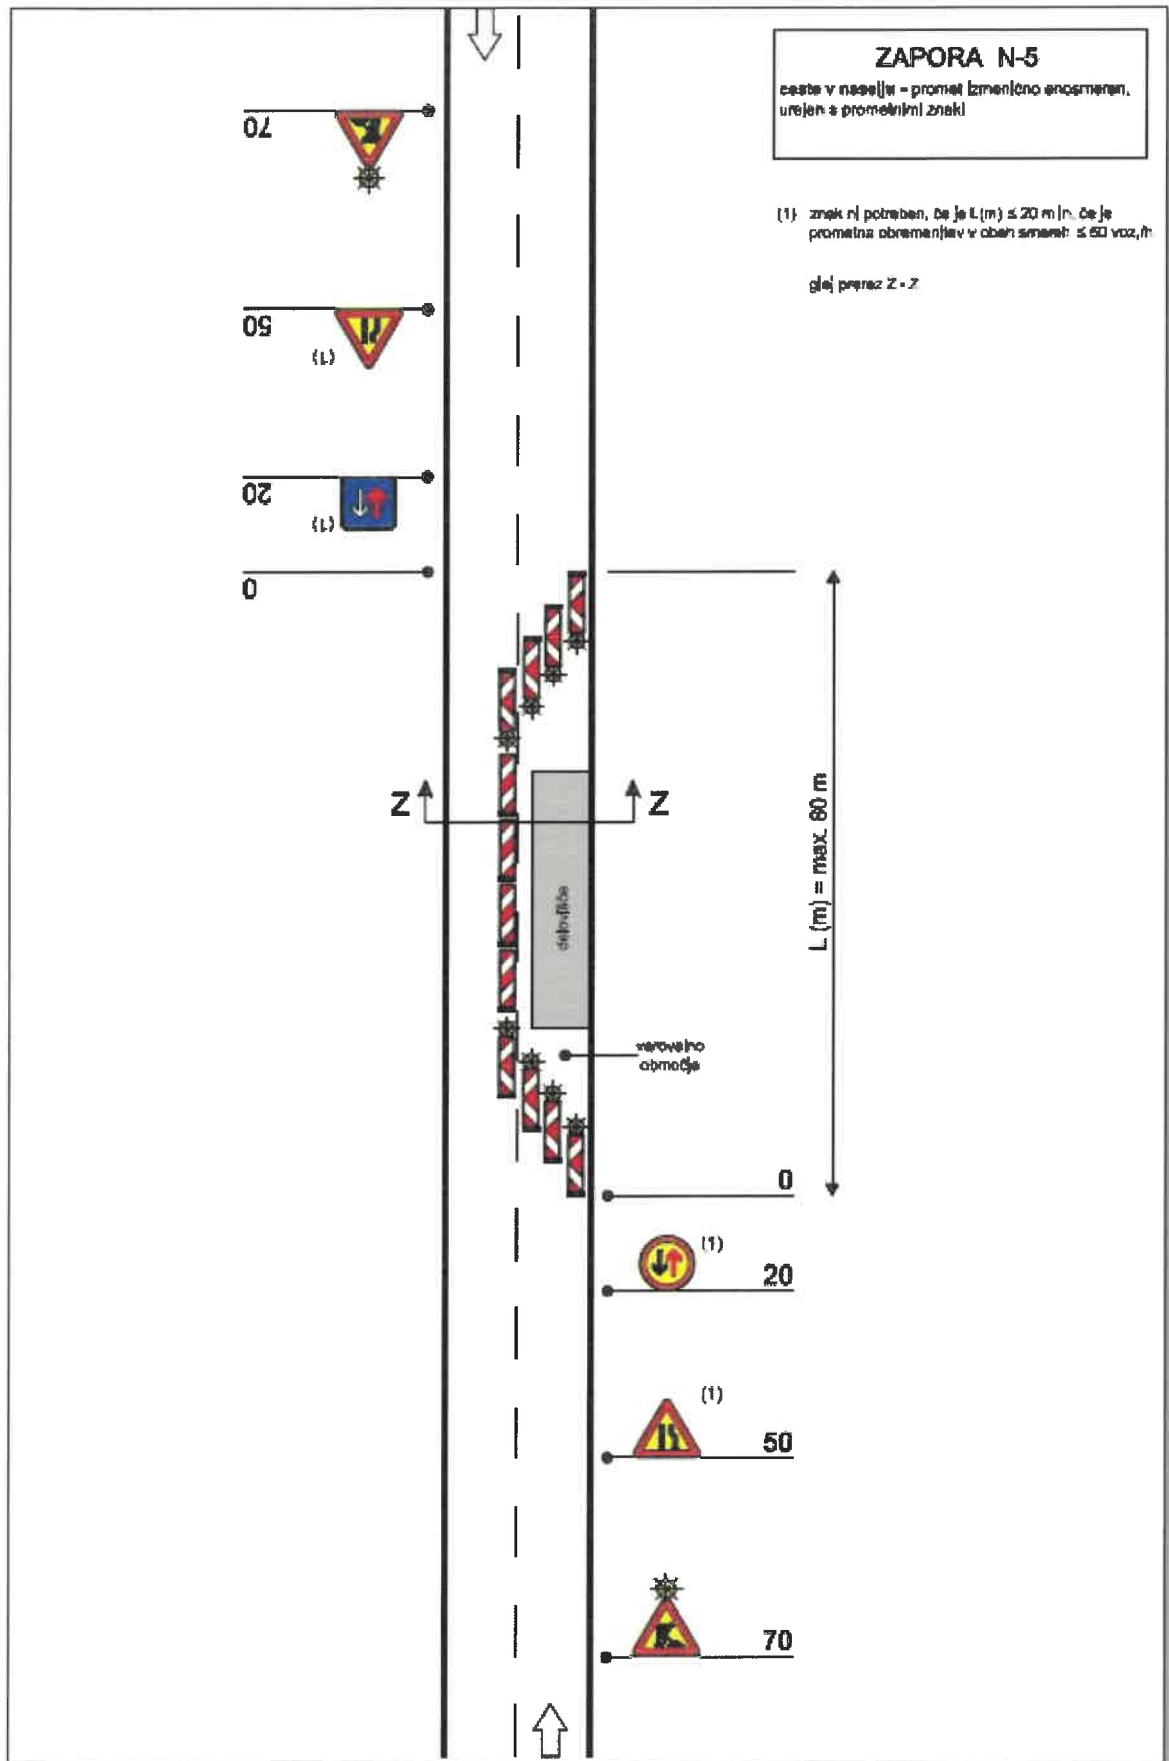 ZAPORA N-5
ceste v naselju - promet izmenično enosmeren,
urejen s prometnimi znaki
(1) znak ni potreben, če je L(m) ≤ 20 m in, če je
prometna obremenitev v obeh smereh ≤ 50 voz./h
glej prerez Z - Z
70
50
(1)
20
(1)
0
Z
Z
delovišče
L (m) = max. 80 m
varovalno
območje
0
(1)
20
(1)
50
70